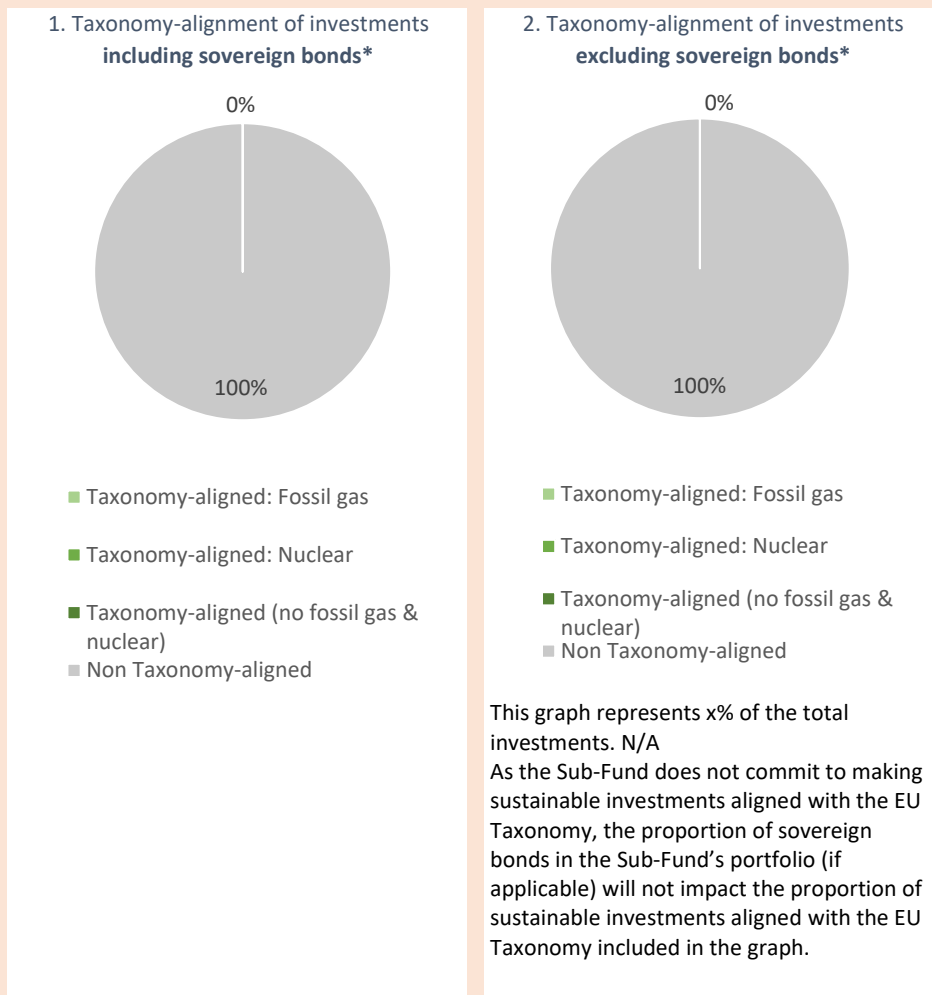 1. Taxonomy-alignment of investments
including sovereign bonds*
0%
100%
Taxonomy-aligned: Fossil gas
Taxonomy-aligned: Nuclear
Taxonomy-aligned (no fossil gas &
nuclear)
Non Taxonomy-aligned
2. Taxonomy-alignment of investments
excluding sovereign bonds*
0%
100%
Taxonomy-aligned: Fossil gas
Taxonomy-aligned: Nuclear
Taxonomy-aligned (no fossil gas &
nuclear)
Non Taxonomy-aligned
This graph represents x% of the total
investments. N/A
As the Sub-Fund does not commit to making
sustainable investments aligned with the EU
Taxonomy, the proportion of sovereign
bonds in the Sub-Fund's portfolio (if
applicable) will not impact the proportion of
sustainable investments aligned with the EU
Taxonomy included in the graph.